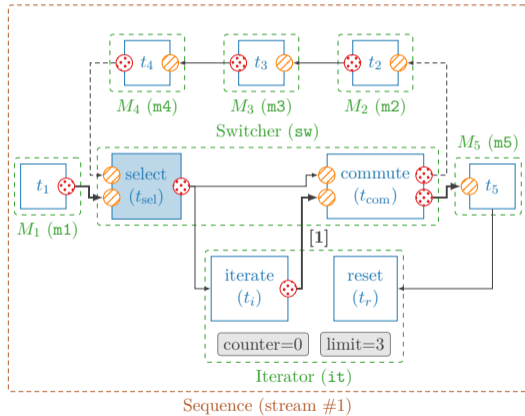 t4 t3 t2
M4 (m4) M3 (m3) M2 (m2)
Switcher (sw)
M5 (m5)
t1 select commute t5
(tsel) (tcom)
M1 (m1)
[1]
iterate reset
(ti) (tr)
counter=0 limit=3
Iterator (it)
Sequence (stream #1)